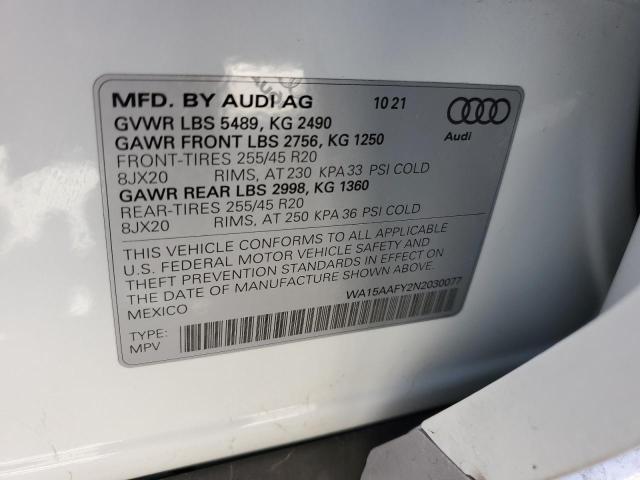 MFD. BY AUDI AG 10 21
GVWR LBS 5489, KG 2490
GAWR FRONT LBS 2756, KG 1250
FRONT-TIRES 255/45 R20
8JX20 RIMS, AT 230 KPA 33 PSI COLD
GAWR REAR LBS 2998, KG 1360
REAR-TIRES 255/45 R20
8JX20 RIMS, AT 250 KPA 36 PSI COLD
Audi
THIS VEHICLE CONFORMS TO ALL APPLICABLE
U.S. FEDERAL MOTOR VEHICLE SAFETY AND
THEFT PREVENTION STANDARDS IN EFFECT ON
THE DATE OF MANUFACTURE SHOWN ABOVE.
MEXICO
WA15AAFY2N2030077
TYPE:
MPV